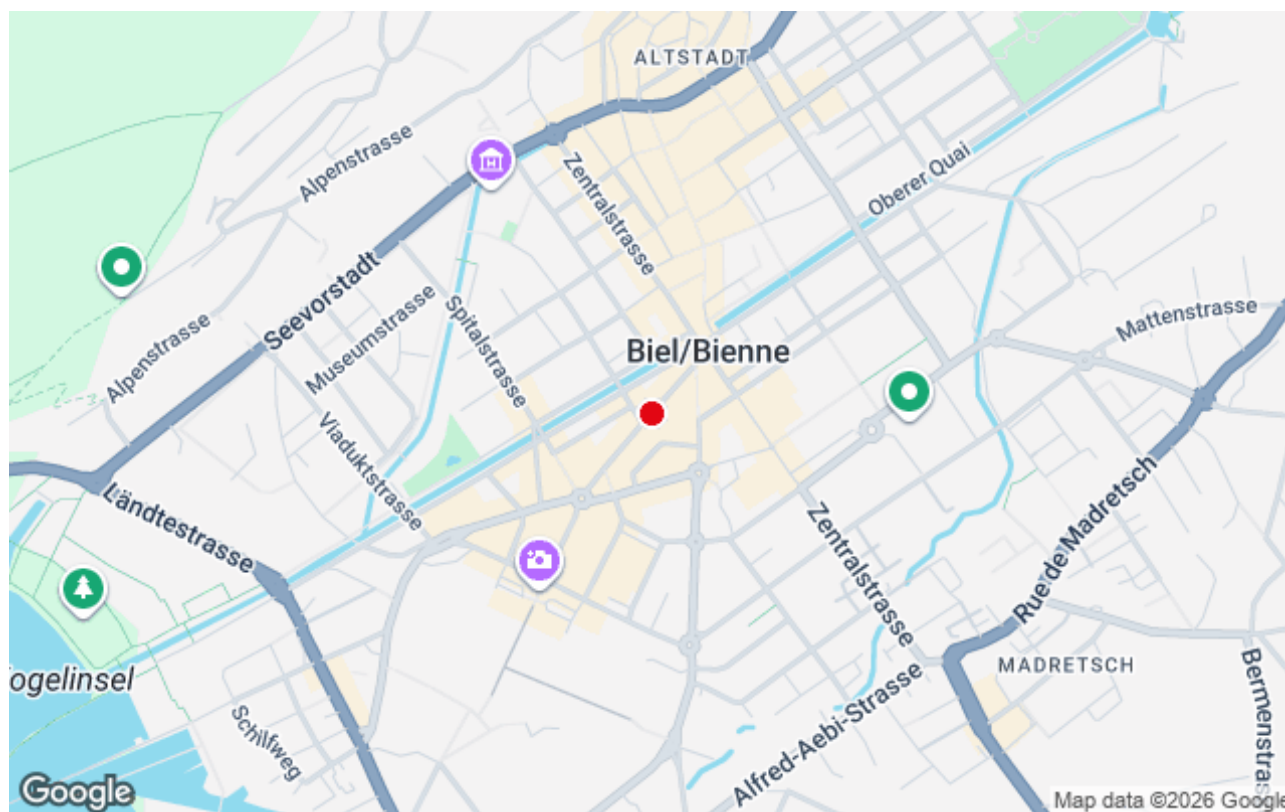 ALTSTADT
Alpenstrasse
Zentralstrasse
Oberer Quai
Seevorstadt
Museumstrasse
Spitalstrasse
Alpenstrasse
Mattenstrasse
Biel/Bienne
Viaduktstrasse
Ländtestrasse
Zentralstrasse
Rue de Madretsch
ogelinsel
MADRETSCH
Schilfweg
Alfred-Aebi-Strasse
Bermenstras
Google
Map data ©2026 Google